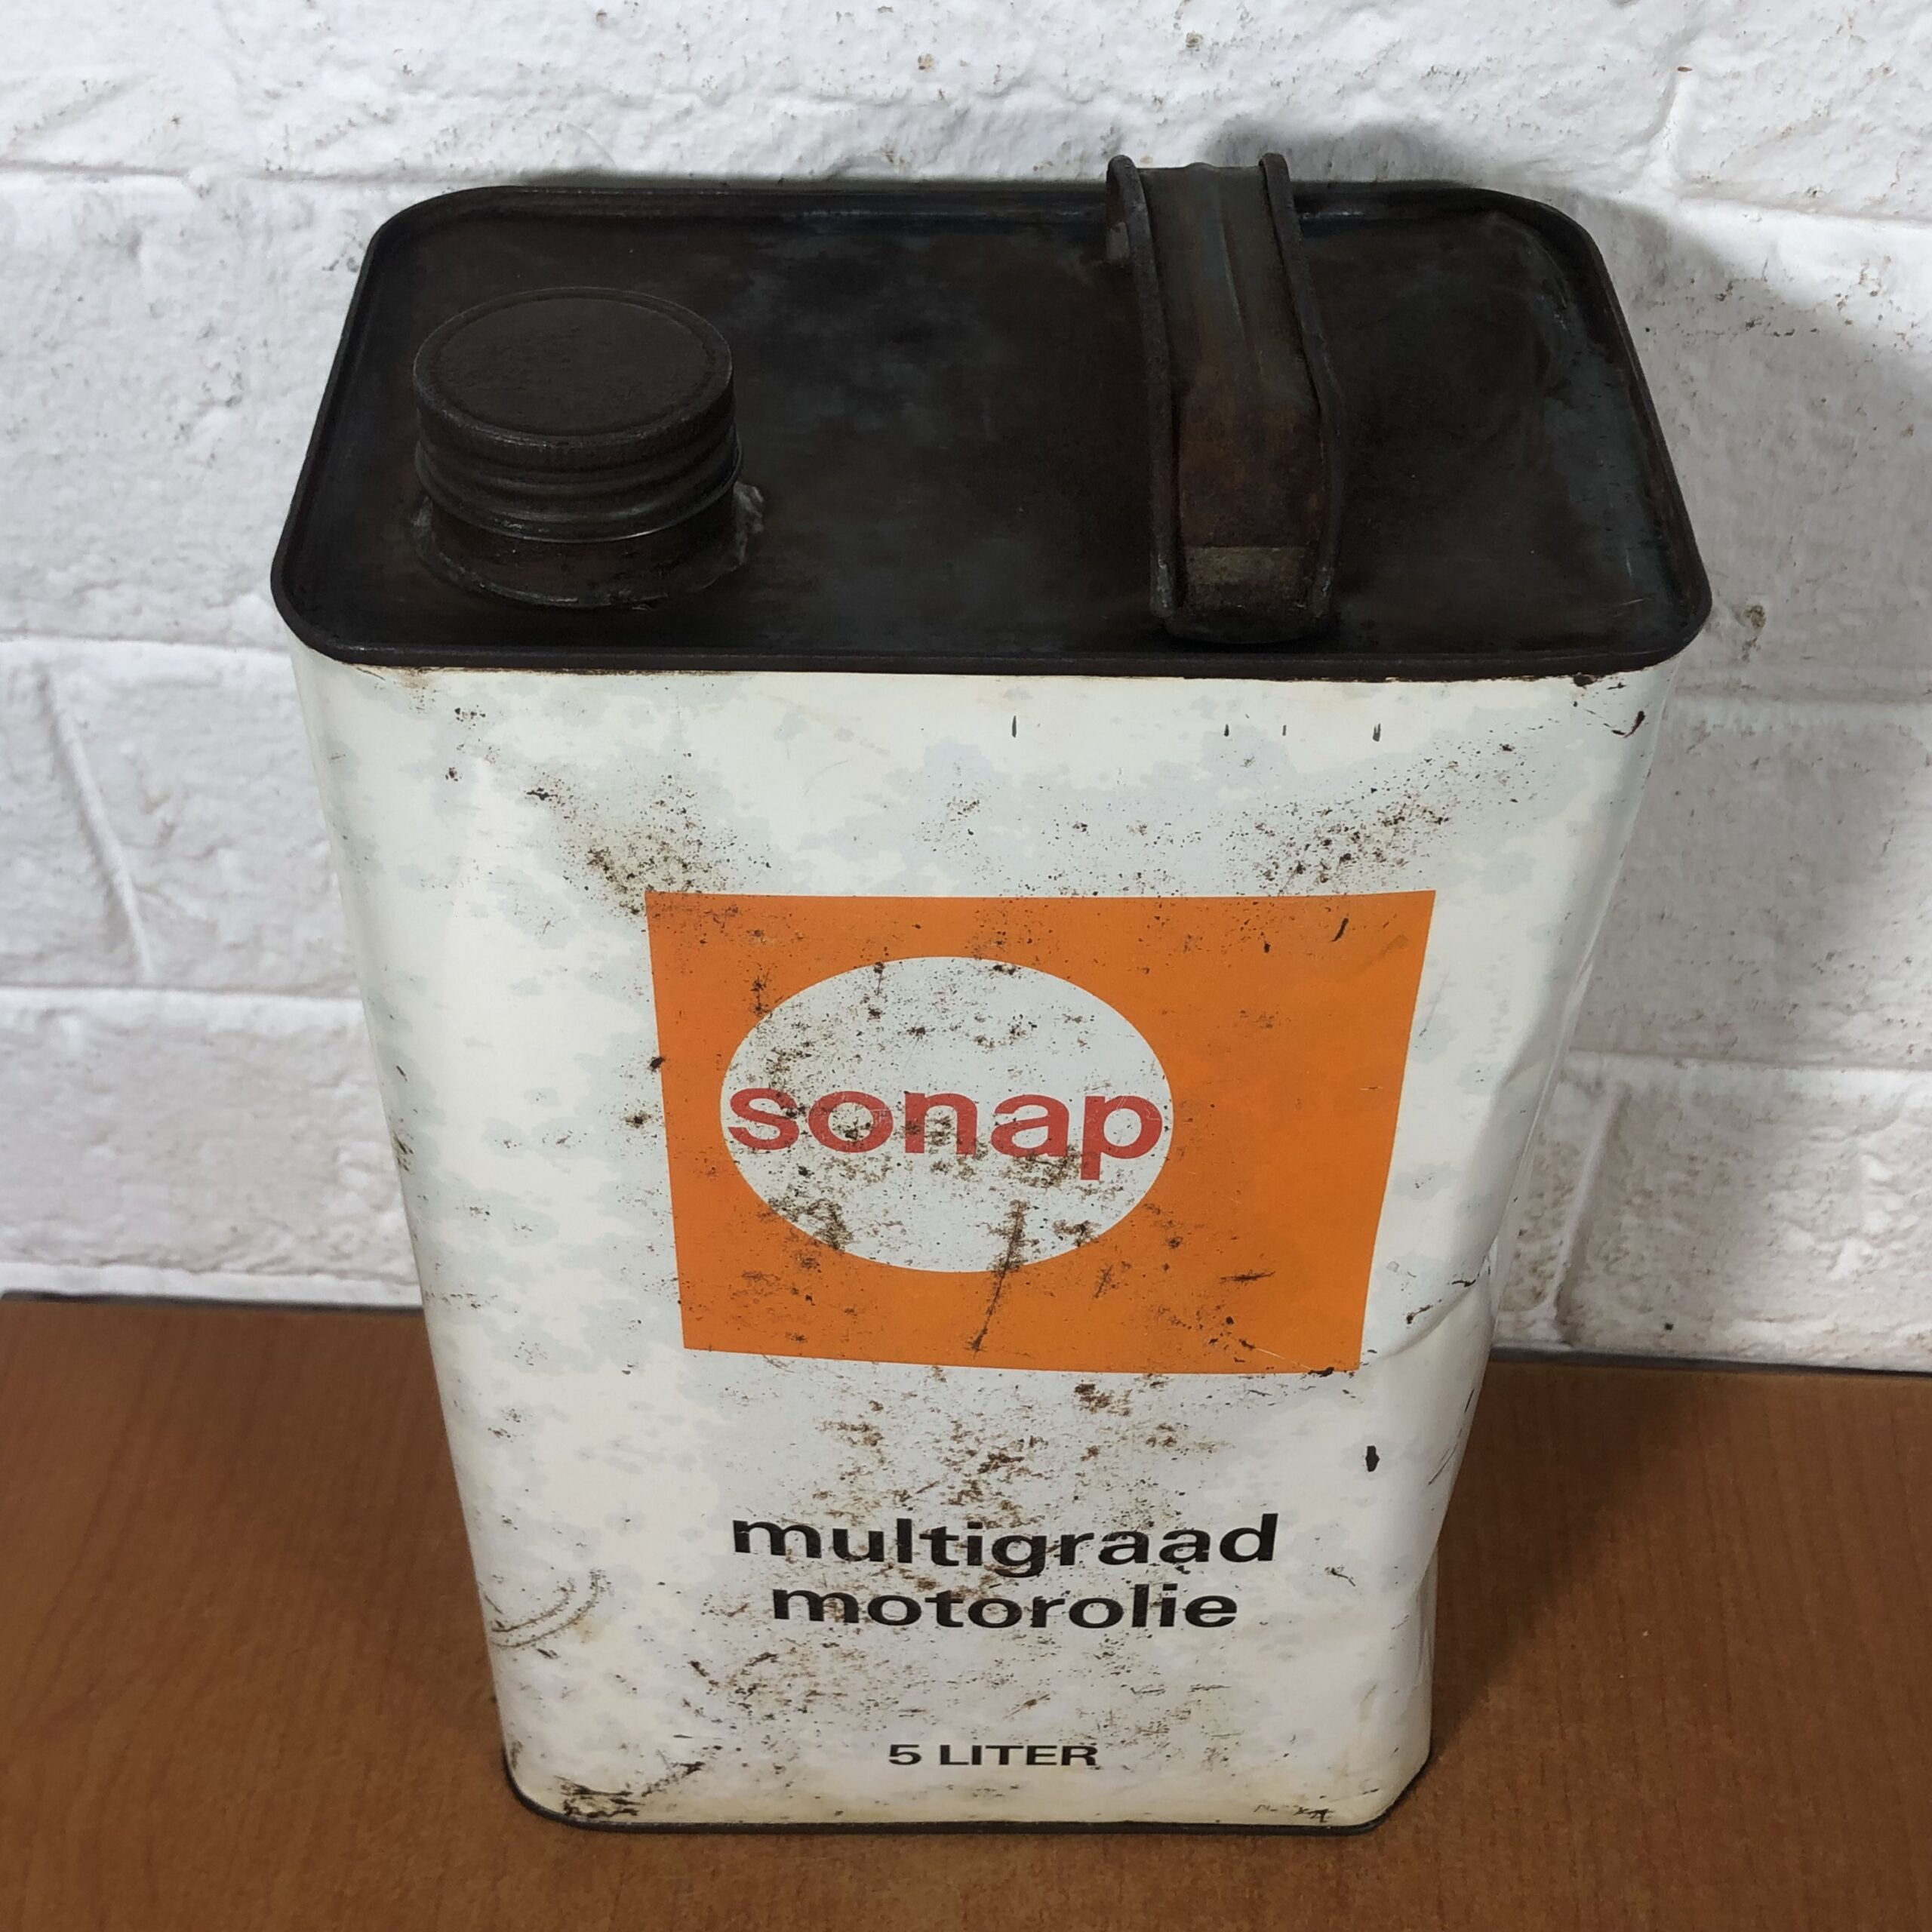 sonap
multigraad
motorolie
5 LITER